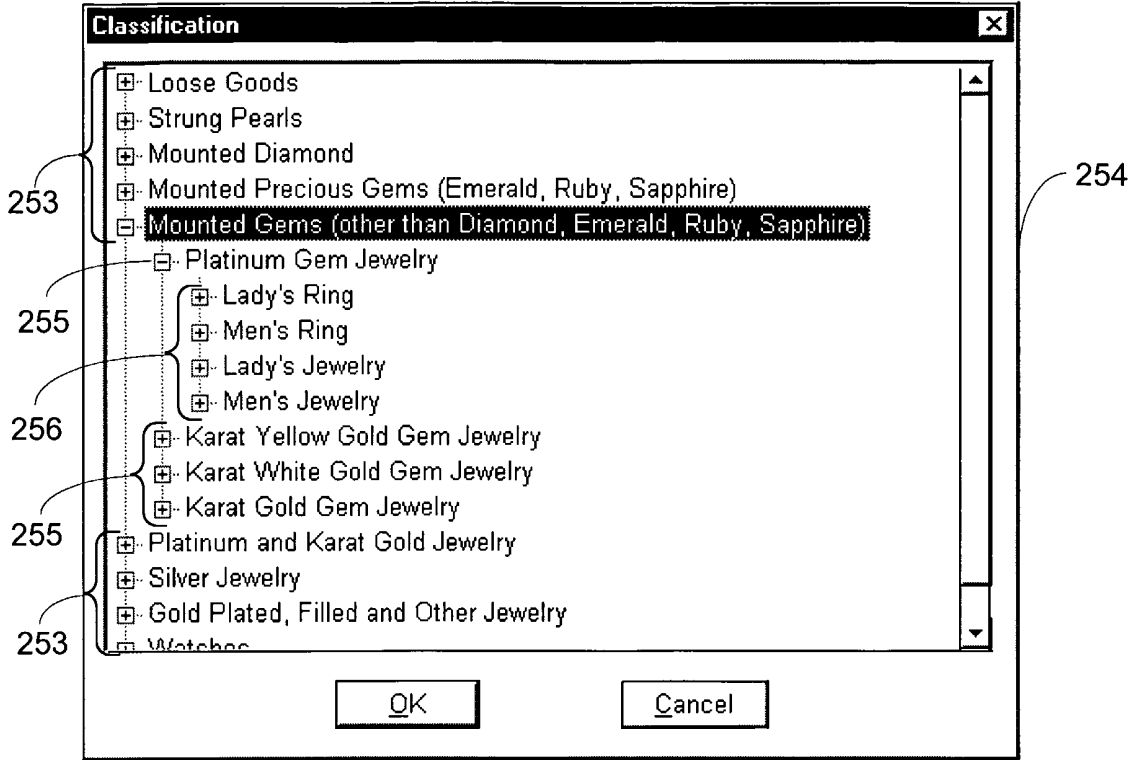 Classification
Loose Goods
Strung Pearls
Mounted Diamond
Mounted Precious Gems (Emerald, Ruby, Sapphire)
253
254
Mounted Gems (other than Diamond, Emerald, Ruby, Sapphire)
Platinum Gem Jewelry
255
Lady's Ring
Men's Ring
Lady's Jewelry
Men's Jewelry
256
Karat Yellow Gold Gem Jewelry
Karat White Gold Gem Jewelry
Karat Gold Gem Jewelry
255
Platinum and Karat Gold Jewelry
Silver Jewelry
Gold Plated, Filled and Other Jewelry
253
Watches
OK
Cancel